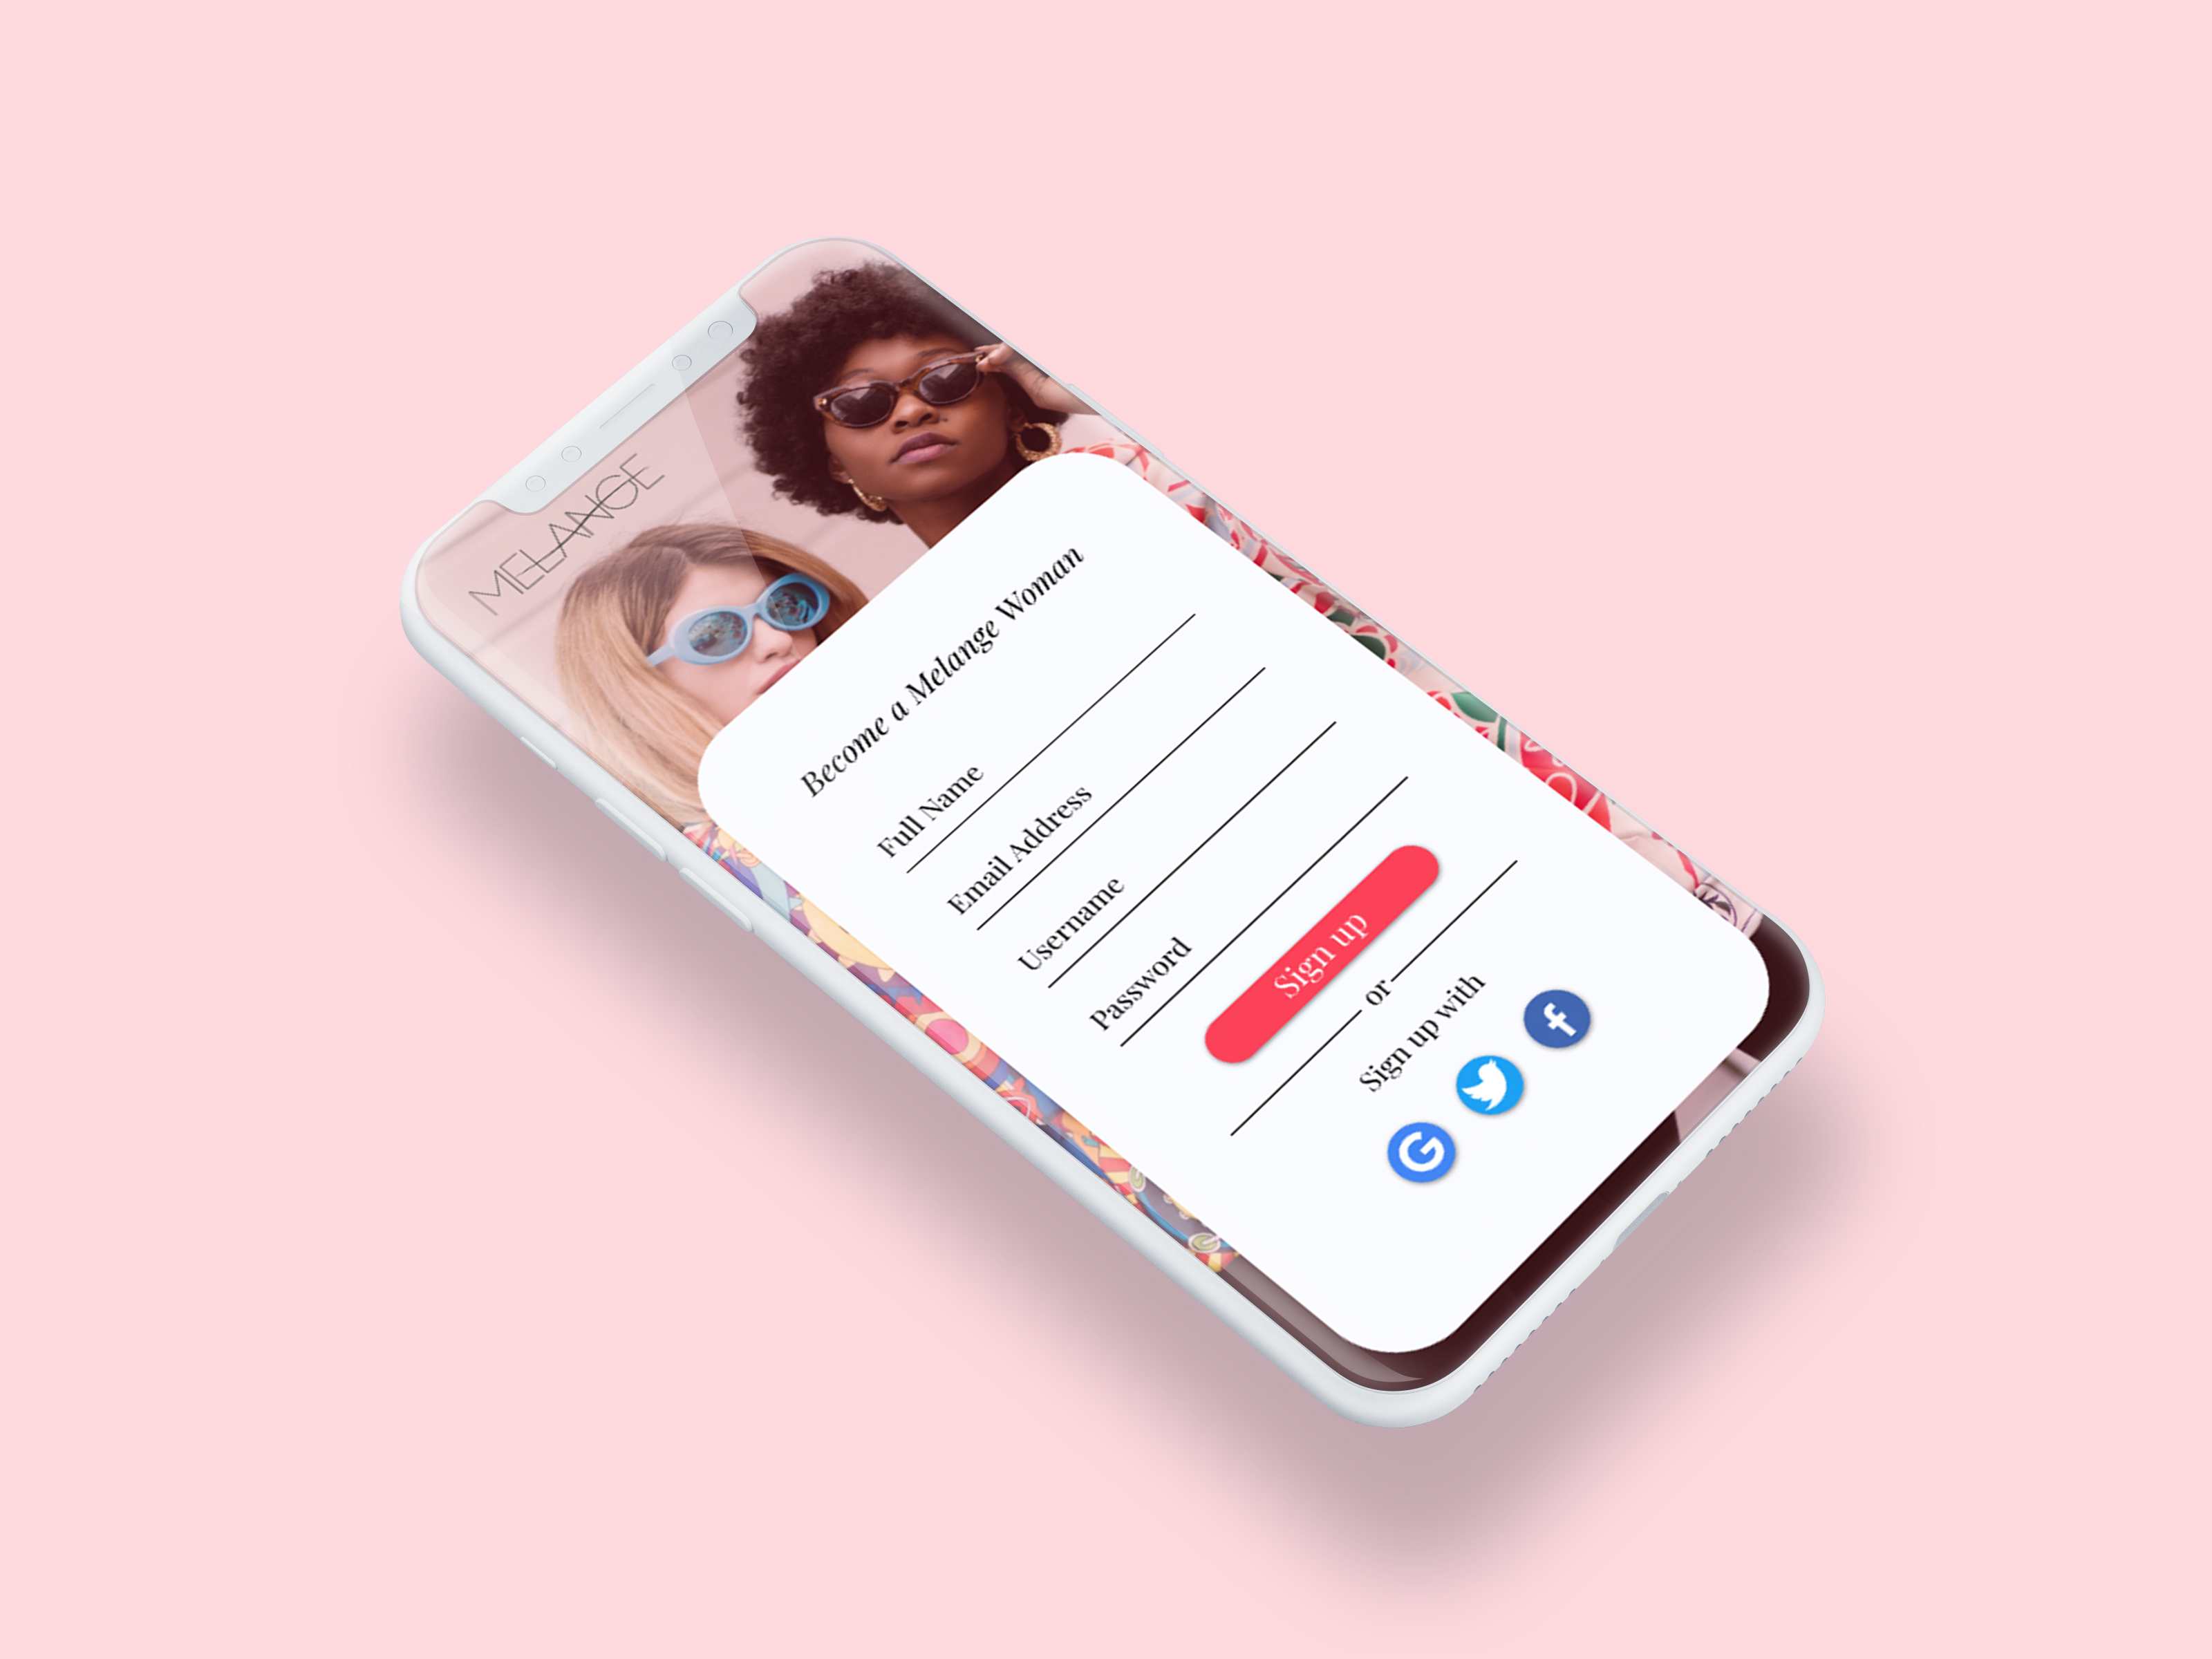 MELANGE
Become a Melange Woman
Full Name
Email Address
Username
Password
Sign up
or
Sign up with